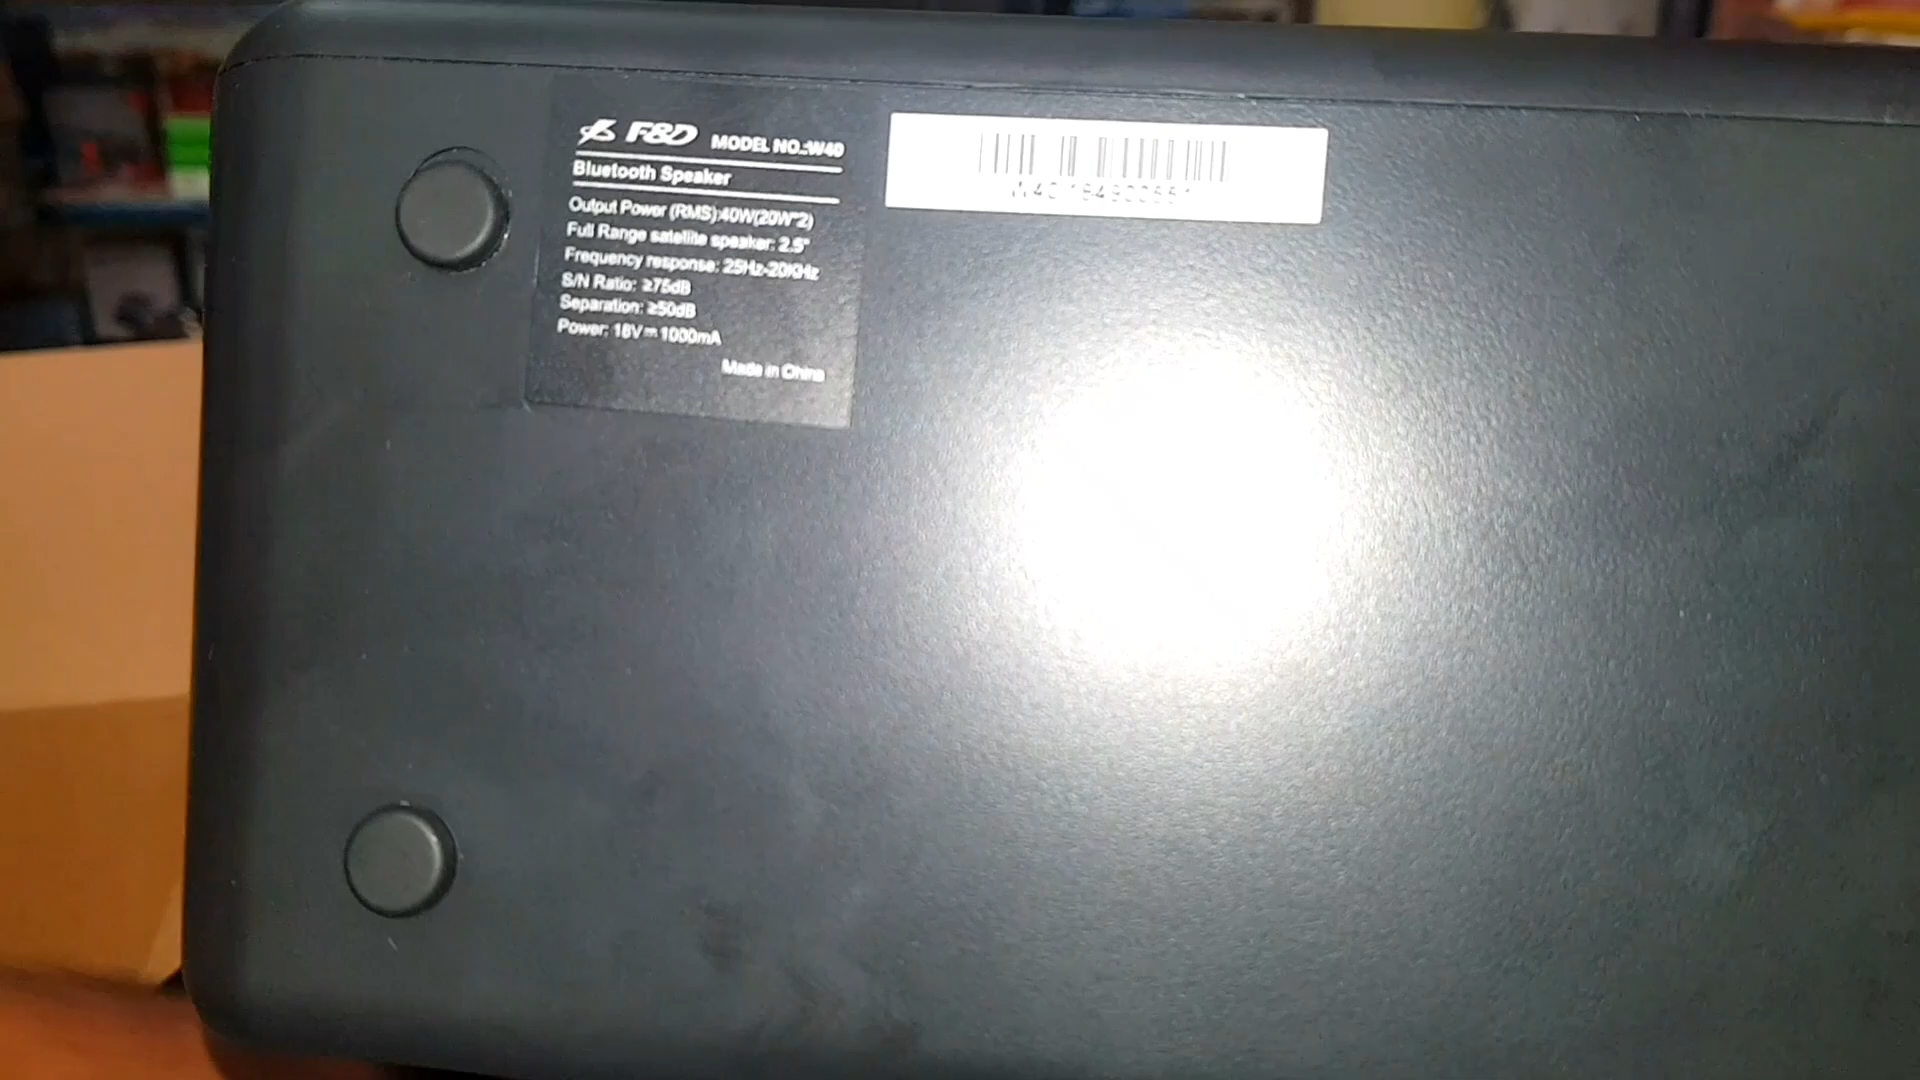 F&D MODEL NO.:W40
Bluetooth Speaker
Output Power (RMS):40W(20W*2)
Full Range satellite speaker: 2.5"
Frequency response: 25Hz-20KHz
S/N Ratio: ≥75dB
Separation: ≥50dB
Power: 18V⎓1000mA
Made in China